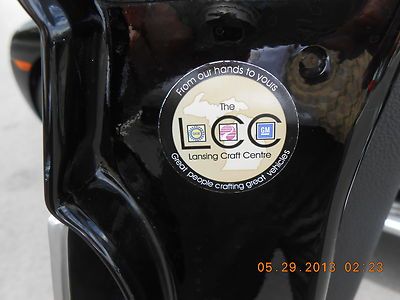 From our hands to yours
The
LCC
GM
Lansing Craft Centre
Great people crafting great vehicles
05.29.2013 02:23